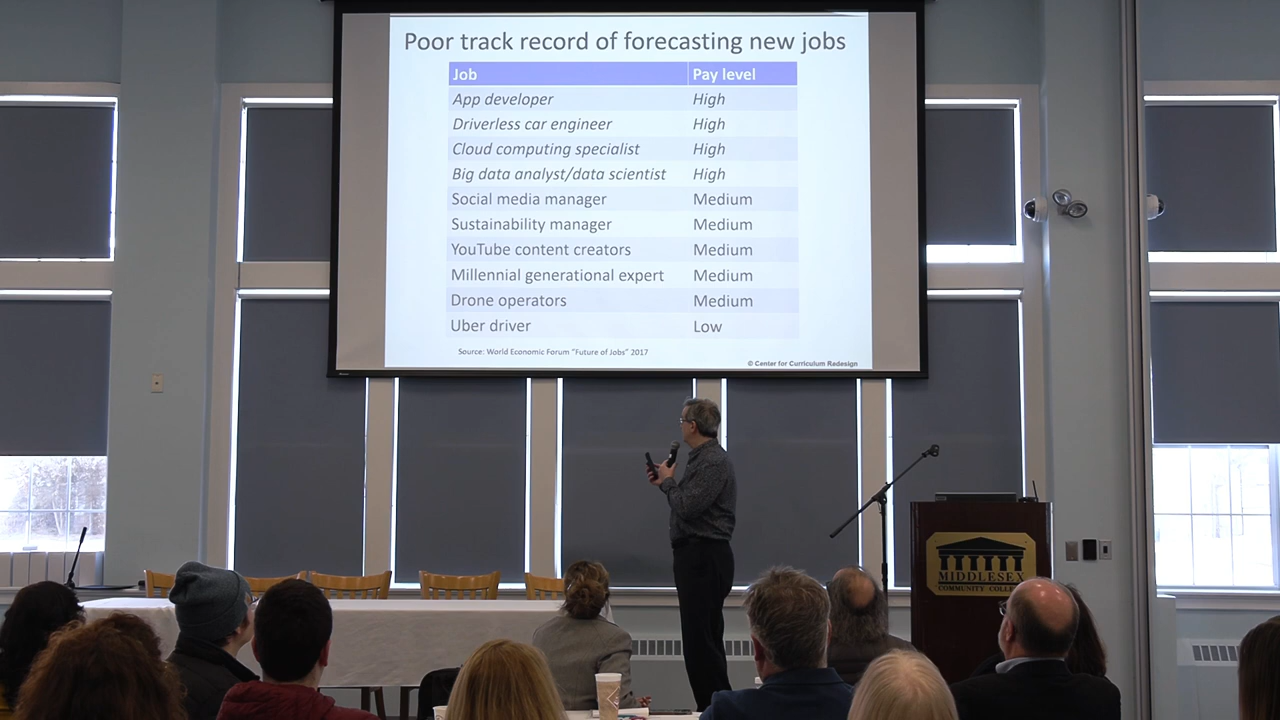 Poor track record of forecasting new jobs
Job Pay level
App developer High
Driverless car engineer High
Cloud computing specialist High
Big data analyst/data scientist High
Social media manager Medium
Sustainability manager Medium
YouTube content creators Medium
Millennial generational expert Medium
Drone operators Medium
Uber driver Low
Source: World Economic Forum "Future of Jobs" 2017
© Center for Curriculum Redesign
MIDDLESEX
COMMUNITY